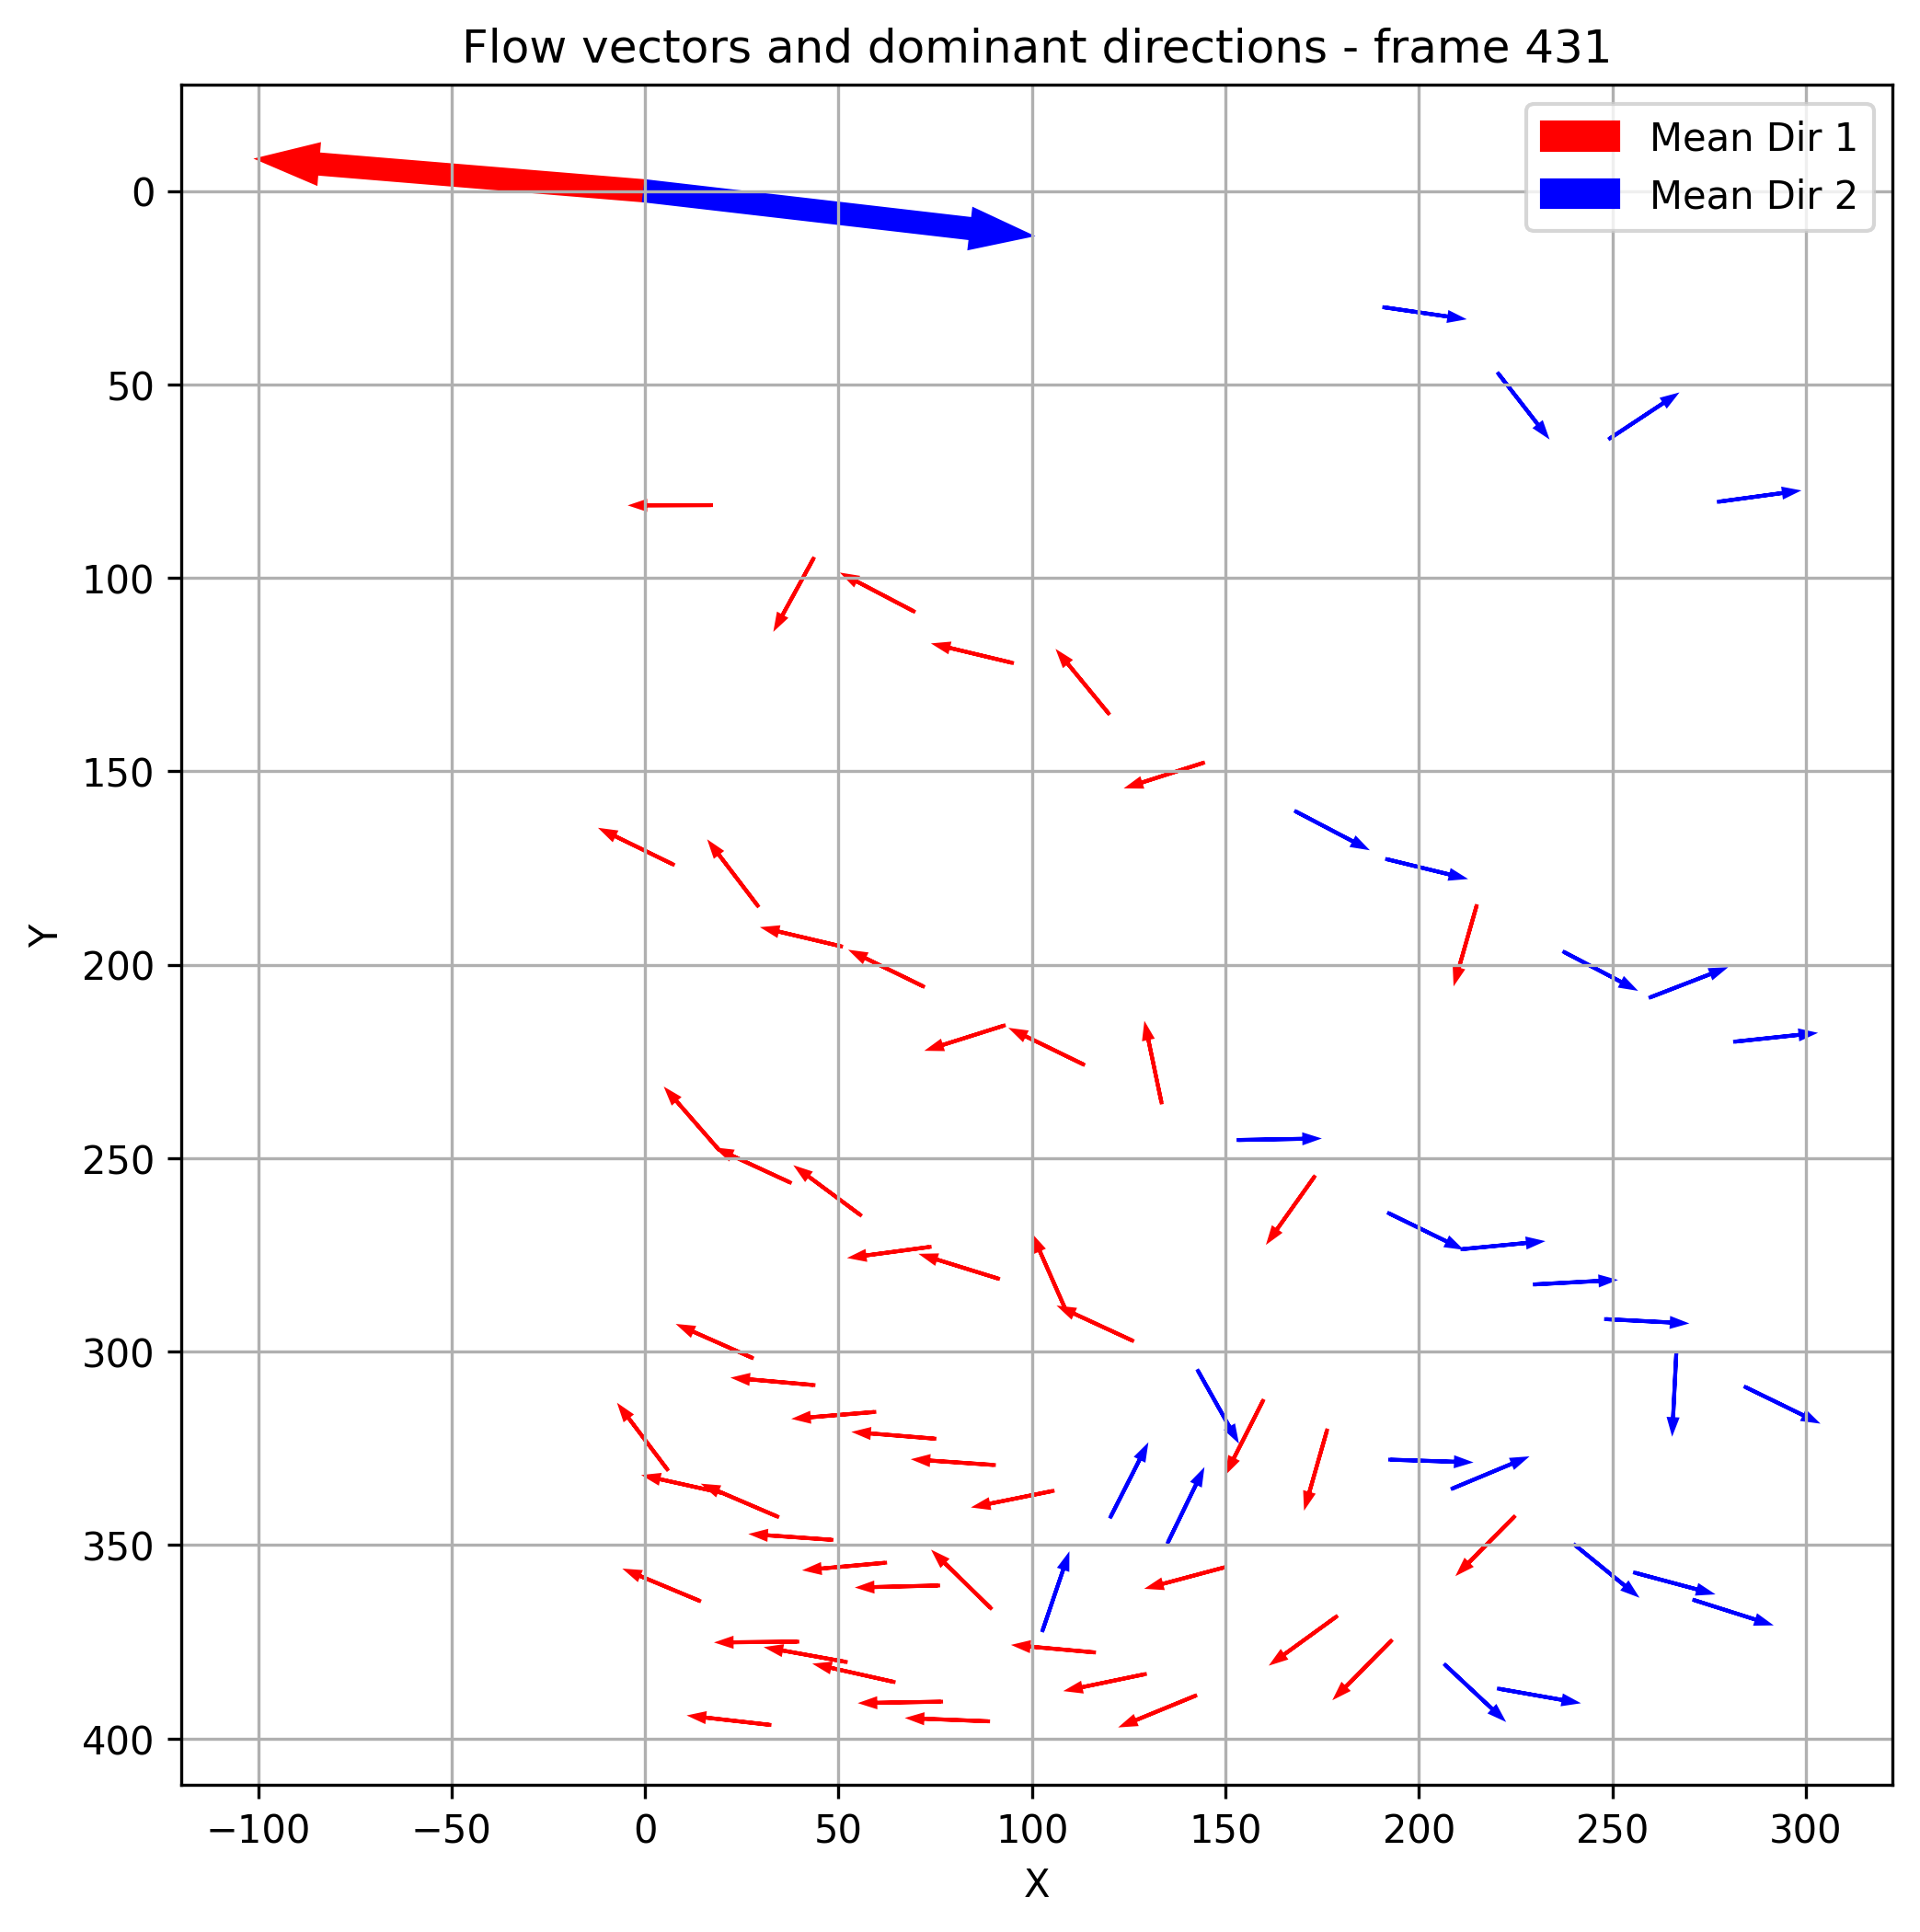 Flow vectors and dominant directions - frame 431
Mean Dir 1
Mean Dir 2
0
50
100
150
200
250
300
350
400
Y
−100 −50 0 50 100 150 200 250 300
X